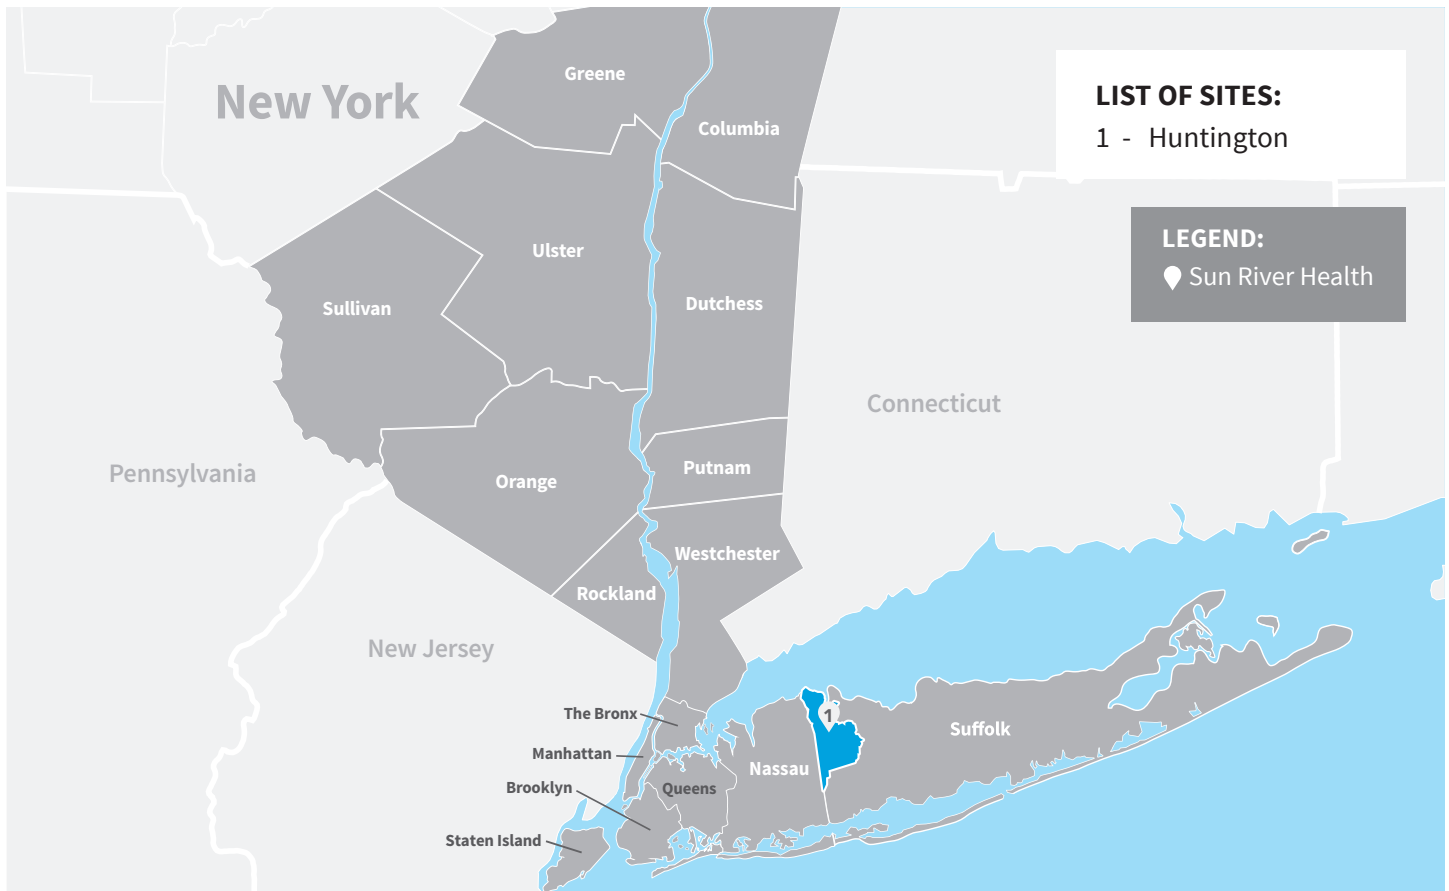 Greene
New York
Columbia
LIST OF SITES:
1 - Huntington
LEGEND:
Sun River Health
Ulster
Sullivan
Dutchess
Connecticut
Pennsylvania
Putnam
Orange
Westchester
Rockland
New Jersey
The Bronx
1
Suffolk
Manhattan
Nassau
Brooklyn
Queens
Staten Island